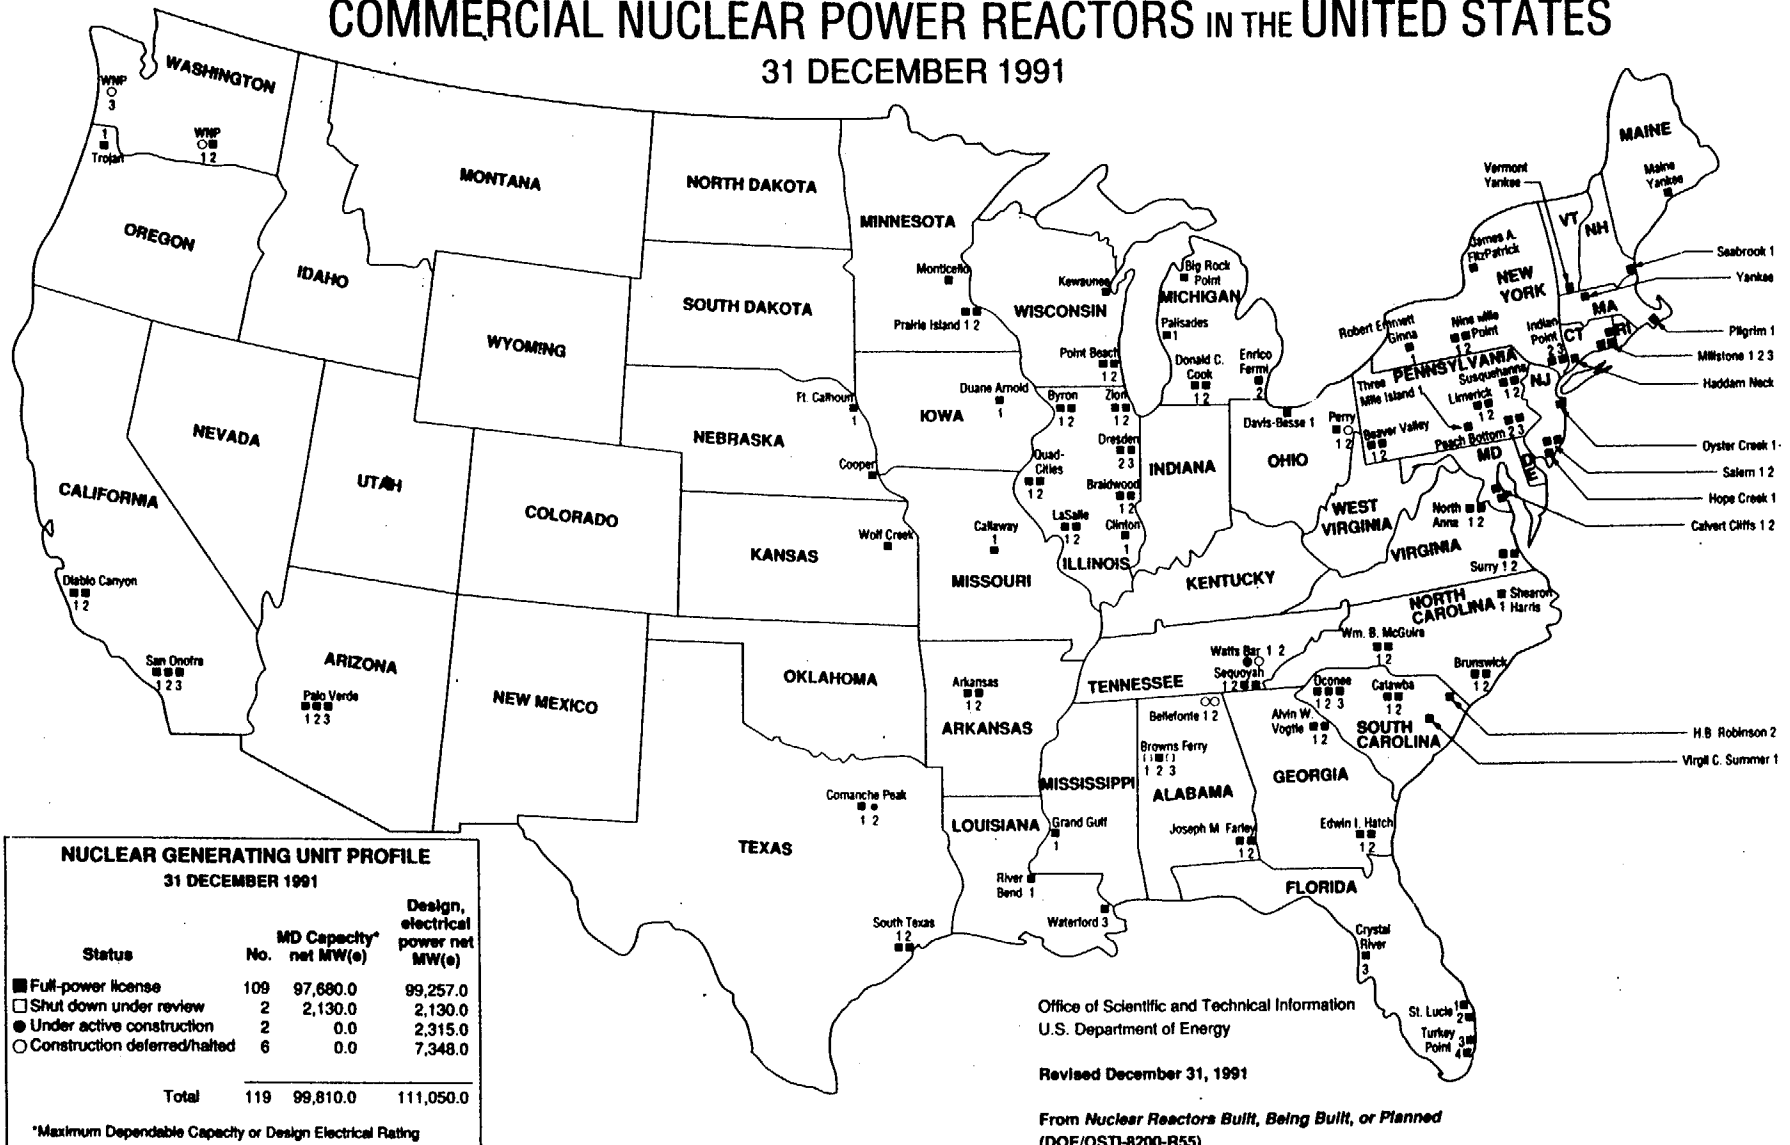 COMMERCIAL NUCLEAR POWER REACTORS IN THE UNITED STATES
31 DECEMBER 1991
WASHINGTON
WNP
3
WNP
1 2
1
Trojan
OREGON
IDAHO
MONTANA
NORTH DAKOTA
SOUTH DAKOTA
WYOMING
NEVADA
UTAH
COLORADO
NEBRASKA
KANSAS
CALIFORNIA
Diablo Canyon
1 2
San Onofre
1 2 3
ARIZONA
Palo Verde
1 2 3
NEW MEXICO
OKLAHOMA
TEXAS
Comanche Peak
1 2
South Texas
1 2
MINNESOTA
Monticello
Prairie Island 1 2
Ft. Calhoun
1
Cooper
Wolf Creek
IOWA
Duane Arnold
1
MISSOURI
Callaway
1
ARKANSAS
Arkansas
1 2
LOUISIANA
River
Bend 1
Waterford 3
WISCONSIN
Kewaunee
Point Beach
1 2
MICHIGAN
Big Rock
Point
Palisades
1
Donald C.
Cook
1 2
Enrico
Fermi
2
ILLINOIS
Byron
1 2
Zion
1 2
Dresden
2 3
Quad-
Cities
1 2
Braidwood
1 2
LaSalle
1 2
Clinton
1
INDIANA
OHIO
Davis-Besse 1
Perry
1 2
KENTUCKY
TENNESSEE
Watts Bar 1 2
Sequoyah
1 2
MISSISSIPPI
Grand Gulf
1
ALABAMA
Bellefonte 1 2
Browns Ferry
1 2 3
Joseph M Farley
1 2
GEORGIA
Alvin W.
Vogtle
1 2
Edwin I. Hatch
1 2
FLORIDA
Crystal
River
3
St. Lucie 1
2
Turkey
Point
3
4
SOUTH
CAROLINA
Oconee
1 2 3
Catawba
1 2
H.B Robinson 2
Virgil C. Summer 1
NORTH
CAROLINA
Shearon
1 Harris
Wm. B. McGuire
1 2
Brunswick
1 2
WEST
VIRGINIA
VIRGINIA
North
Anna 1 2
Surry 1 2
PENNSYLVANIA
Three
Mile Island 1
Susquehanna
1 2
Limerick
1 2
Beaver Valley
1 2
Peach Bottom 2 3
MD
DE
NJ
NEW
YORK
James A.
FitzPatrick
Robert Emmett
Ginna
1
Nine Mile
Point
1 2
Indian
Point
2 3
CT
RI
MA
VT
NH
MAINE
Maine
Yankee
Vermont
Yankee
Seabrook 1
Yankee
Pilgrim 1
Millstone 1 2 3
Haddam Neck
Oyster Creek 1
Salem 1 2
Hope Creek 1
Calvert Cliffs 1 2
NUCLEAR GENERATING UNIT PROFILE
31 DECEMBER 1991
Status No. MD Capacity* net MW(e) Design, electrical power net MW(e)
Full-power license 109 97,680.0 99,257.0
Shut down under review 2 2,130.0 2,130.0
Under active construction 2 0.0 2,315.0
Construction deferred/halted 6 0.0 7,348.0
Total 119 99,810.0 111,050.0
*Maximum Dependable Capacity or Design Electrical Rating
Office of Scientific and Technical Information
U.S. Department of Energy
Revised December 31, 1991
From Nuclear Reactors Built, Being Built, or Planned
(DOE/OSTI-8200-R55)